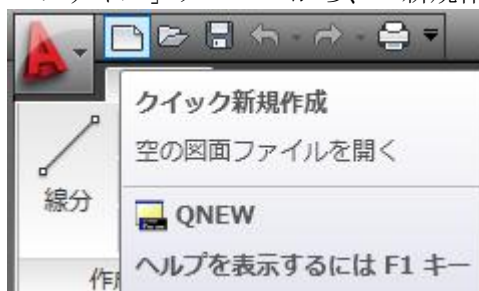 クイック新規作成
空の図面ファイルを開く
線分
QNEW
ヘルプを表示するには F1 キー
作